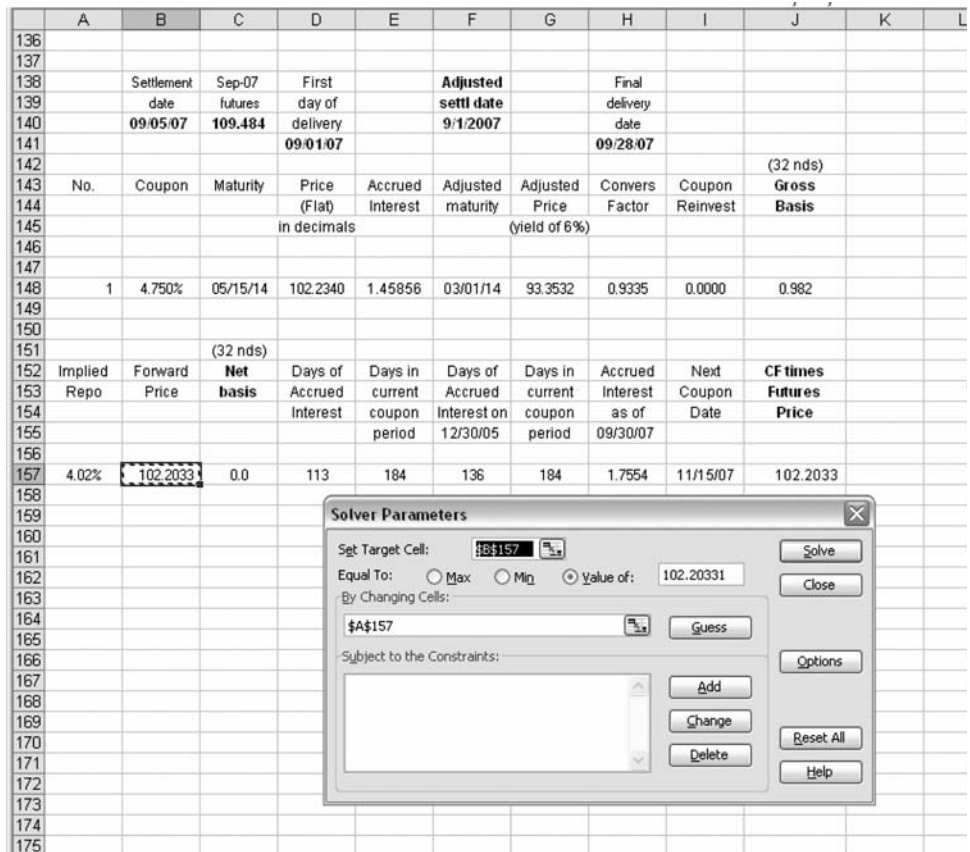 A B C D E F G H I J K L
136
137
138 Settlement Sep-07 First Adjusted Final
139 date futures day of settl date delivery
140 09/05/07 109.484 delivery 9/1/2007 date
141 09/01/07 09/28/07
142 (32 nds)
143 No. Coupon Maturity Price Accrued Adjusted Adjusted Convers Coupon Gross
144 (Flat) Interest maturity Price Factor Reinvest Basis
145 in decimals (yield of 6%)
146
147
148 1 4.750% 05/15/14 102.2340 1.45856 03/01/14 93.3532 0.9335 0.0000 0.982
149
150
151 (32 nds)
152 Implied Forward Net Days of Days in Days of Days in Accrued Next CF times
153 Repo Price basis Accrued current Accrued current Interest Coupon Futures
154 Interest coupon Interest on coupon as of Date Price
155 period 12/30/05 period 09/30/07
156
157 4.02% 102.2033 0.0 113 184 136 184 1.7554 11/15/07 102.2033
158
159 Solver Parameters
160
161 Set Target Cell: $B$157 Solve
162 Equal To: Max Min Value of: 102.20331 Close
163 By Changing Cells:
164 $A$157 Guess
165
166 Subject to the Constraints: Options
167 Add
168
169 Change
170 Reset All
171 Delete
172 Help
173
174
175